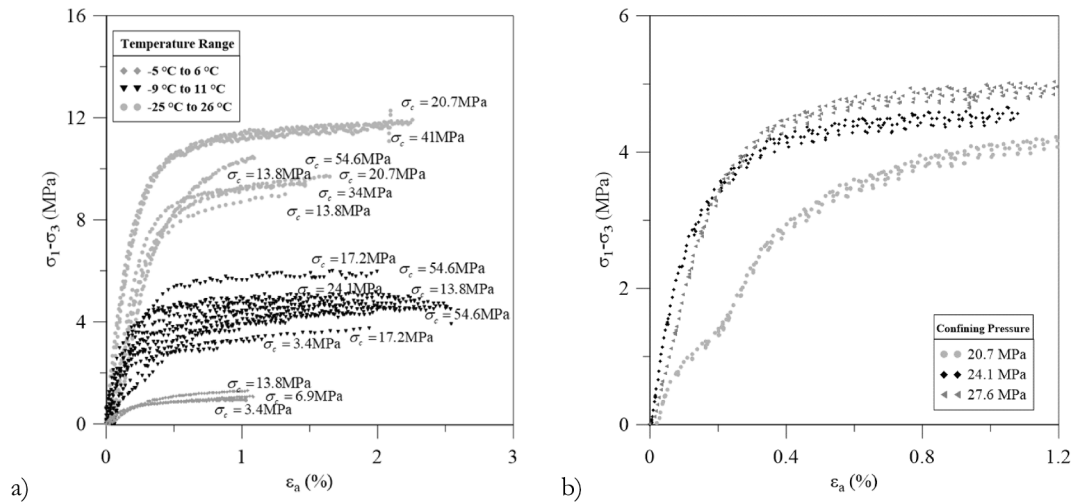 16
12
8
4
0
σ₁-σ₃ (MPa)
Temperature Range
-5 °C to 6 °C
-9 °C to 11 °C
-25 °C to 26 °C
σc = 20.7MPa
σc = 41MPa
σc = 54.6MPa
σc = 13.8MPa
σc = 20.7MPa
σc = 34MPa
σc = 13.8MPa
σc = 17.2MPa
σc = 54.6MPa
σc = 24.1MPa
σc = 13.8MPa
σc = 54.6MPa
σc = 17.2MPa
σc = 3.4MPa
σc = 13.8MPa
σc = 6.9MPa
σc = 3.4MPa
0 1 2 3
εa (%)
a)
6
4
2
0
σ₁-σ₃ (MPa)
Confining Pressure
20.7 MPa
24.1 MPa
27.6 MPa
0 0.4 0.8 1.2
εa (%)
b)